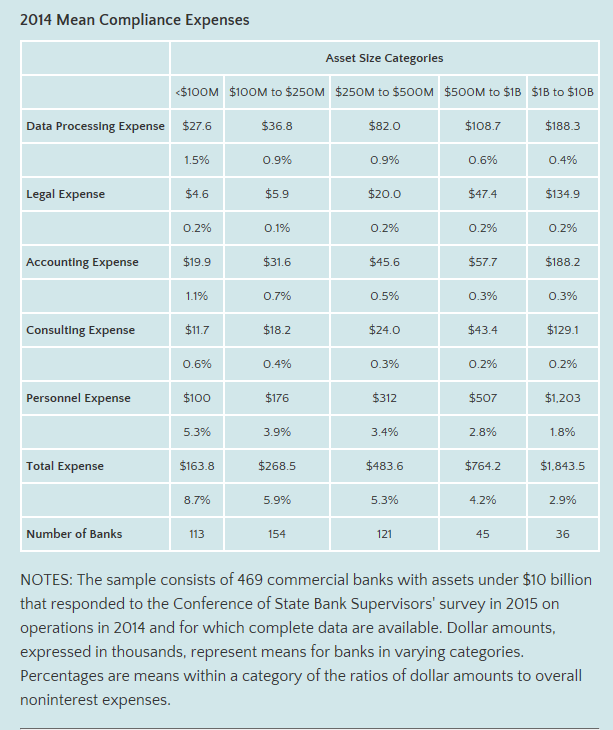 2014 Mean Compliance Expenses
Asset Size Categories
<$100M $100M to $250M $250M to $500M $500M to $1B $1B to $10B
Data Processing Expense $27.6 $36.8 $82.0 $108.7 $188.3
1.5% 0.9% 0.9% 0.6% 0.4%
Legal Expense $4.6 $5.9 $20.0 $47.4 $134.9
0.2% 0.1% 0.2% 0.2% 0.2%
Accounting Expense $19.9 $31.6 $45.6 $57.7 $188.2
1.1% 0.7% 0.5% 0.3% 0.3%
Consulting Expense $11.7 $18.2 $24.0 $43.4 $129.1
0.6% 0.4% 0.3% 0.2% 0.2%
Personnel Expense $100 $176 $312 $507 $1,203
5.3% 3.9% 3.4% 2.8% 1.8%
Total Expense $163.8 $268.5 $483.6 $764.2 $1,843.5
8.7% 5.9% 5.3% 4.2% 2.9%
Number of Banks 113 154 121 45 36
NOTES: The sample consists of 469 commercial banks with assets under $10 billion
that responded to the Conference of State Bank Supervisors' survey in 2015 on
operations in 2014 and for which complete data are available. Dollar amounts,
expressed in thousands, represent means for banks in varying categories.
Percentages are means within a category of the ratios of dollar amounts to overall
noninterest expenses.